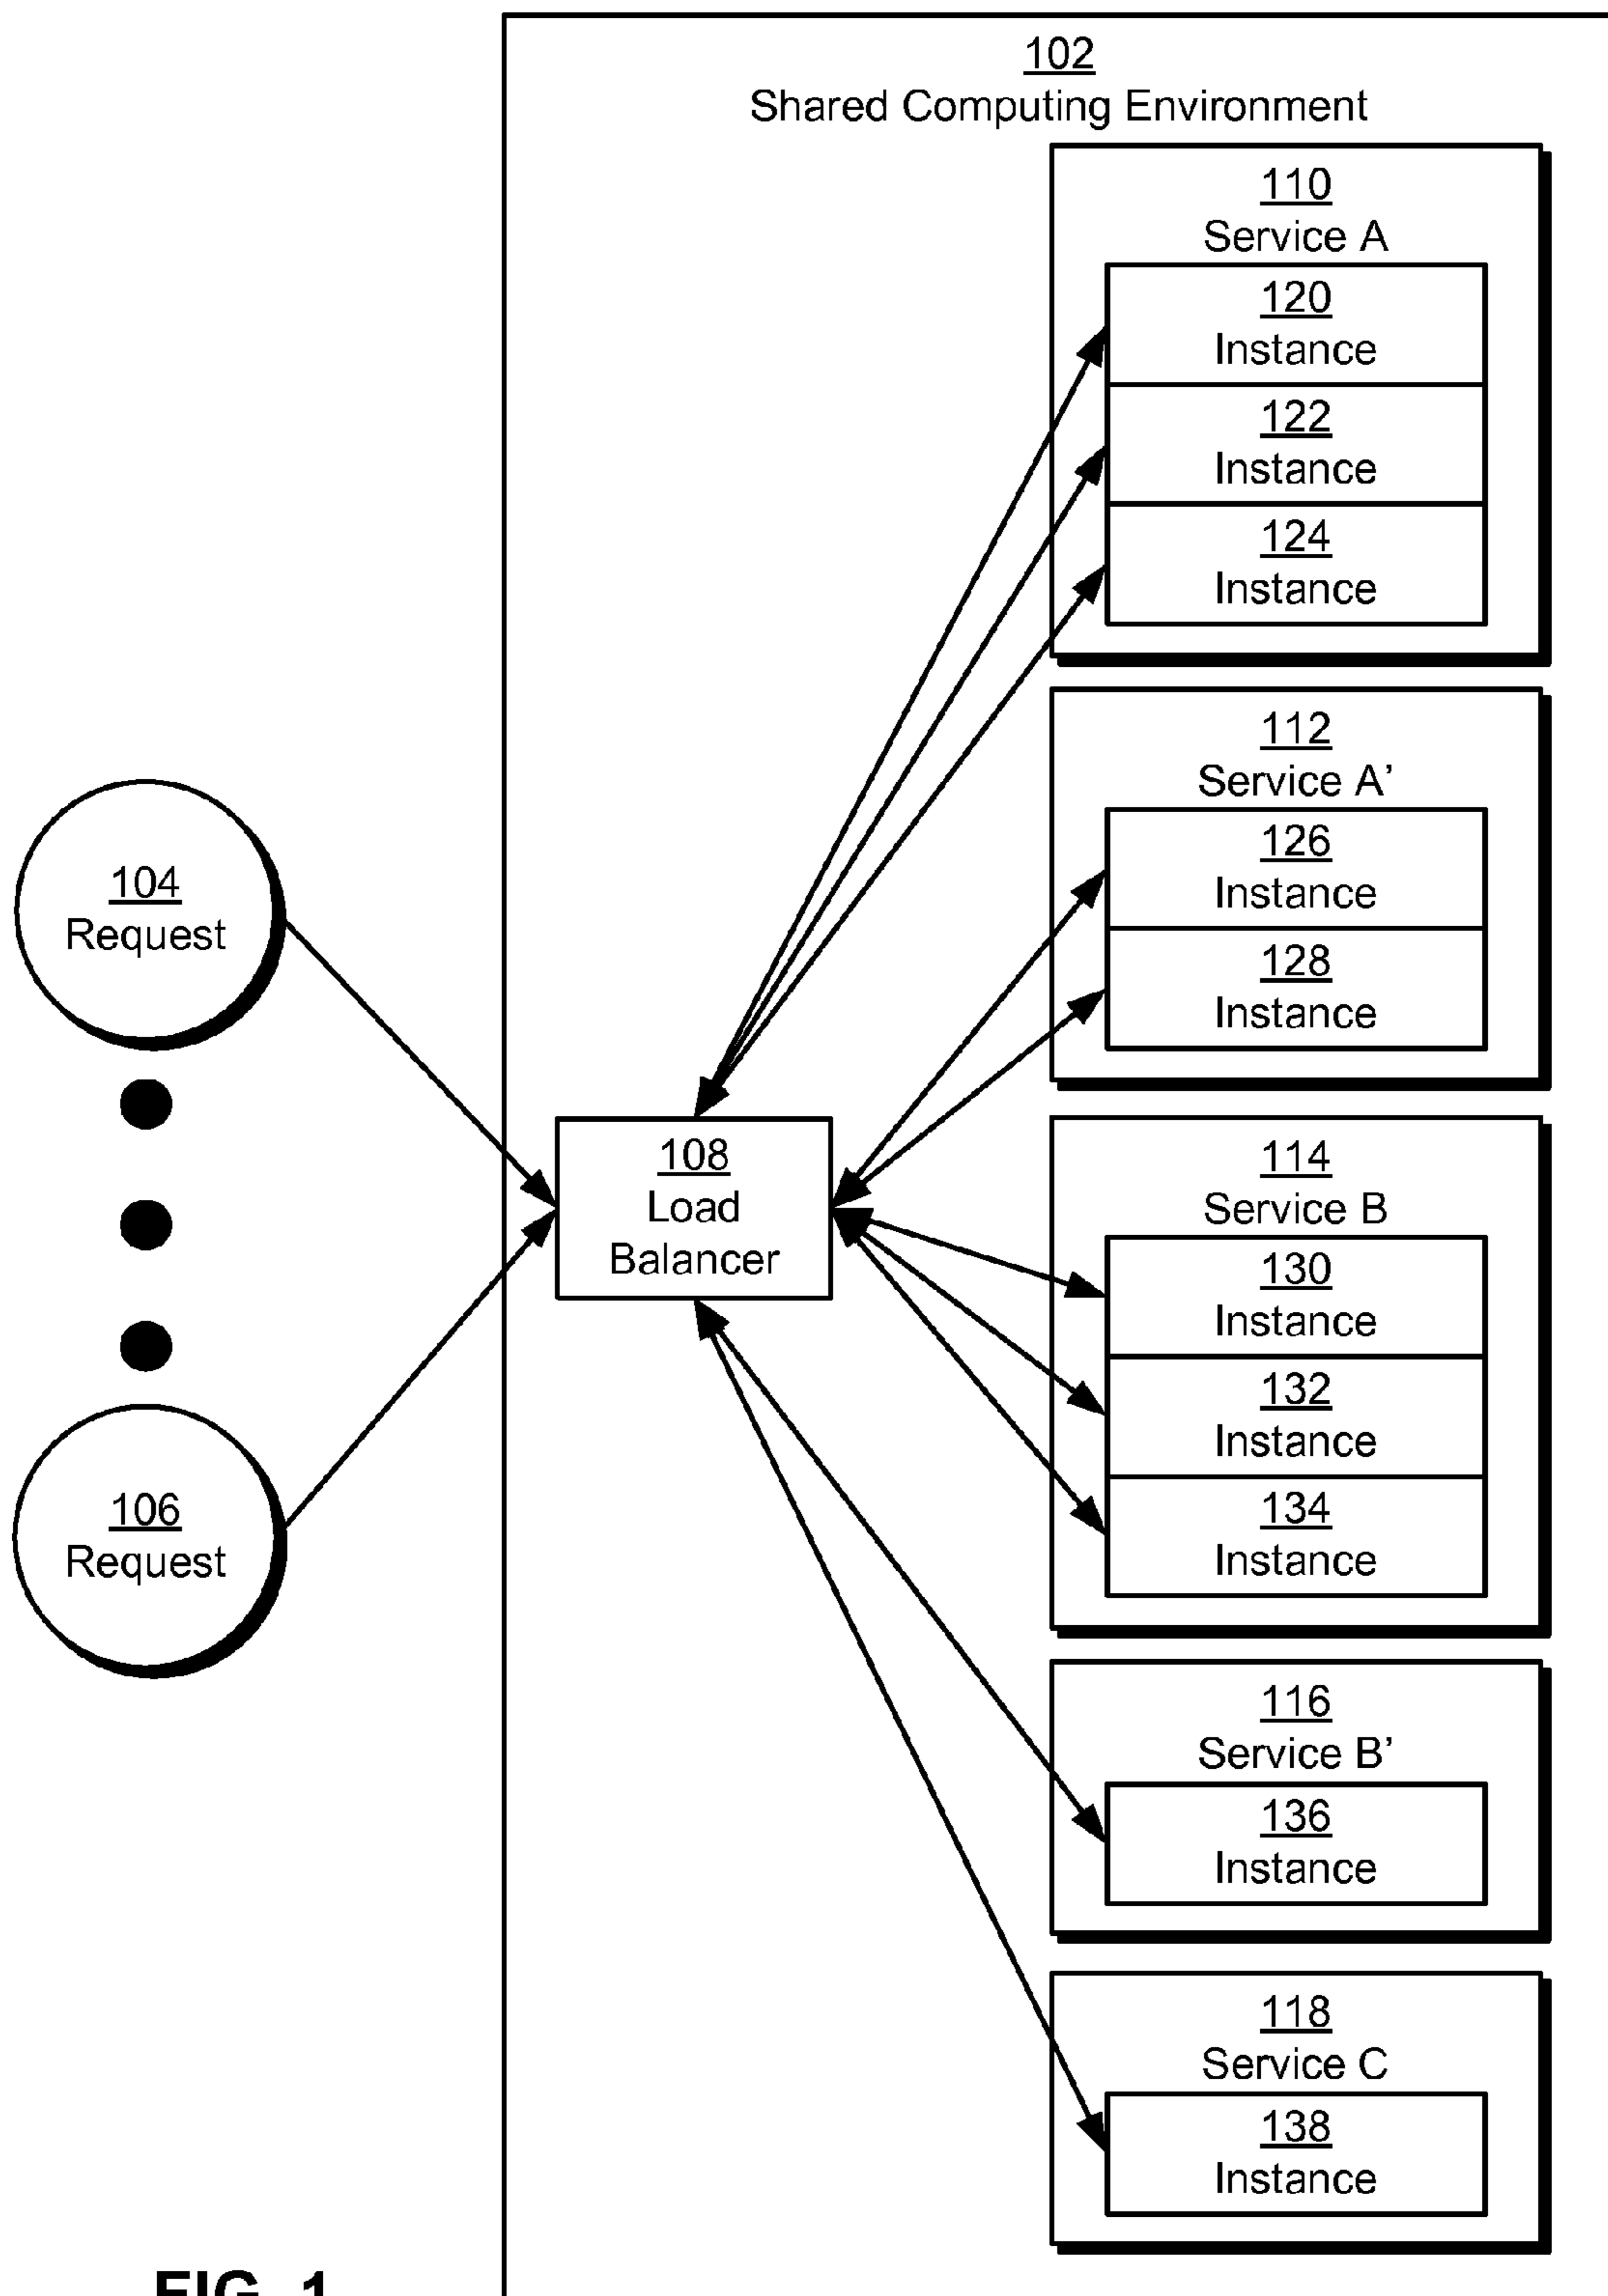 102
Shared Computing Environment
110
Service A
120
Instance
122
Instance
124
Instance
112
Service A’
126
Instance
128
Instance
104
Request
108
Load
Balancer
114
Service B
130
Instance
132
Instance
134
Instance
106
Request
116
Service B’
136
Instance
118
Service C
138
Instance
FIG. 1